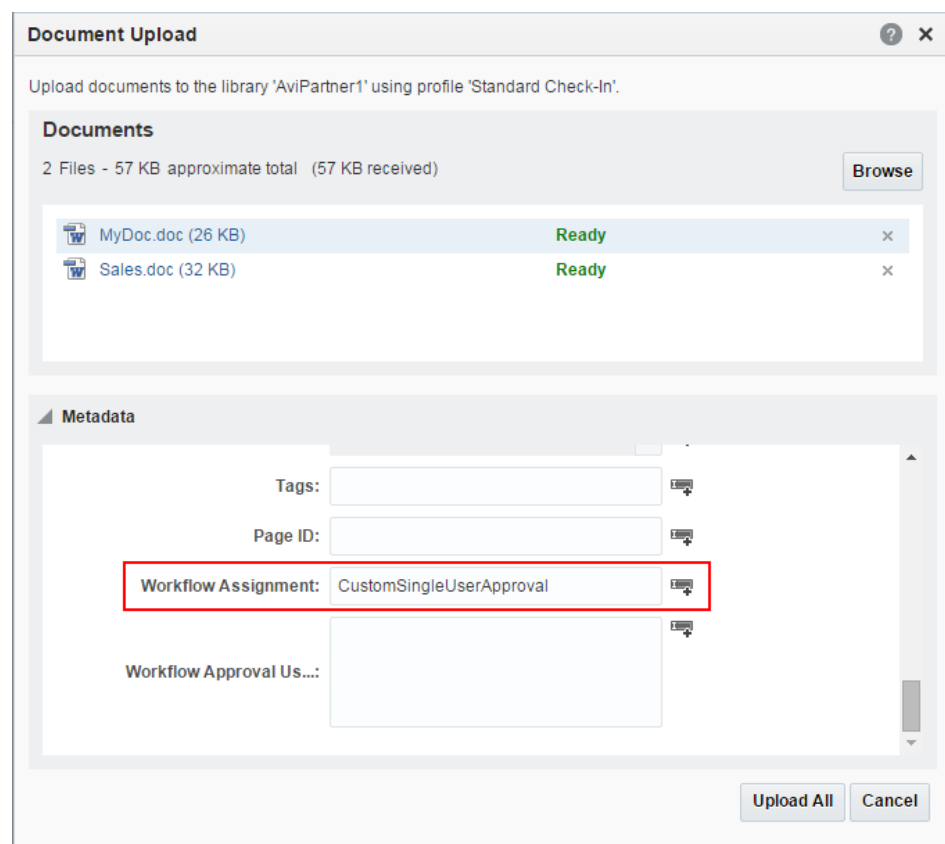 Document Upload
Upload documents to the library 'AviPartner1' using profile 'Standard Check-In'.
Documents
2 Files - 57 KB approximate total (57 KB received)
Browse
MyDoc.doc (26 KB) Ready
Sales.doc (32 KB) Ready
Metadata
Tags:
Page ID:
Workflow Assignment: CustomSingleUserApproval
Workflow Approval Us...:
Upload All Cancel